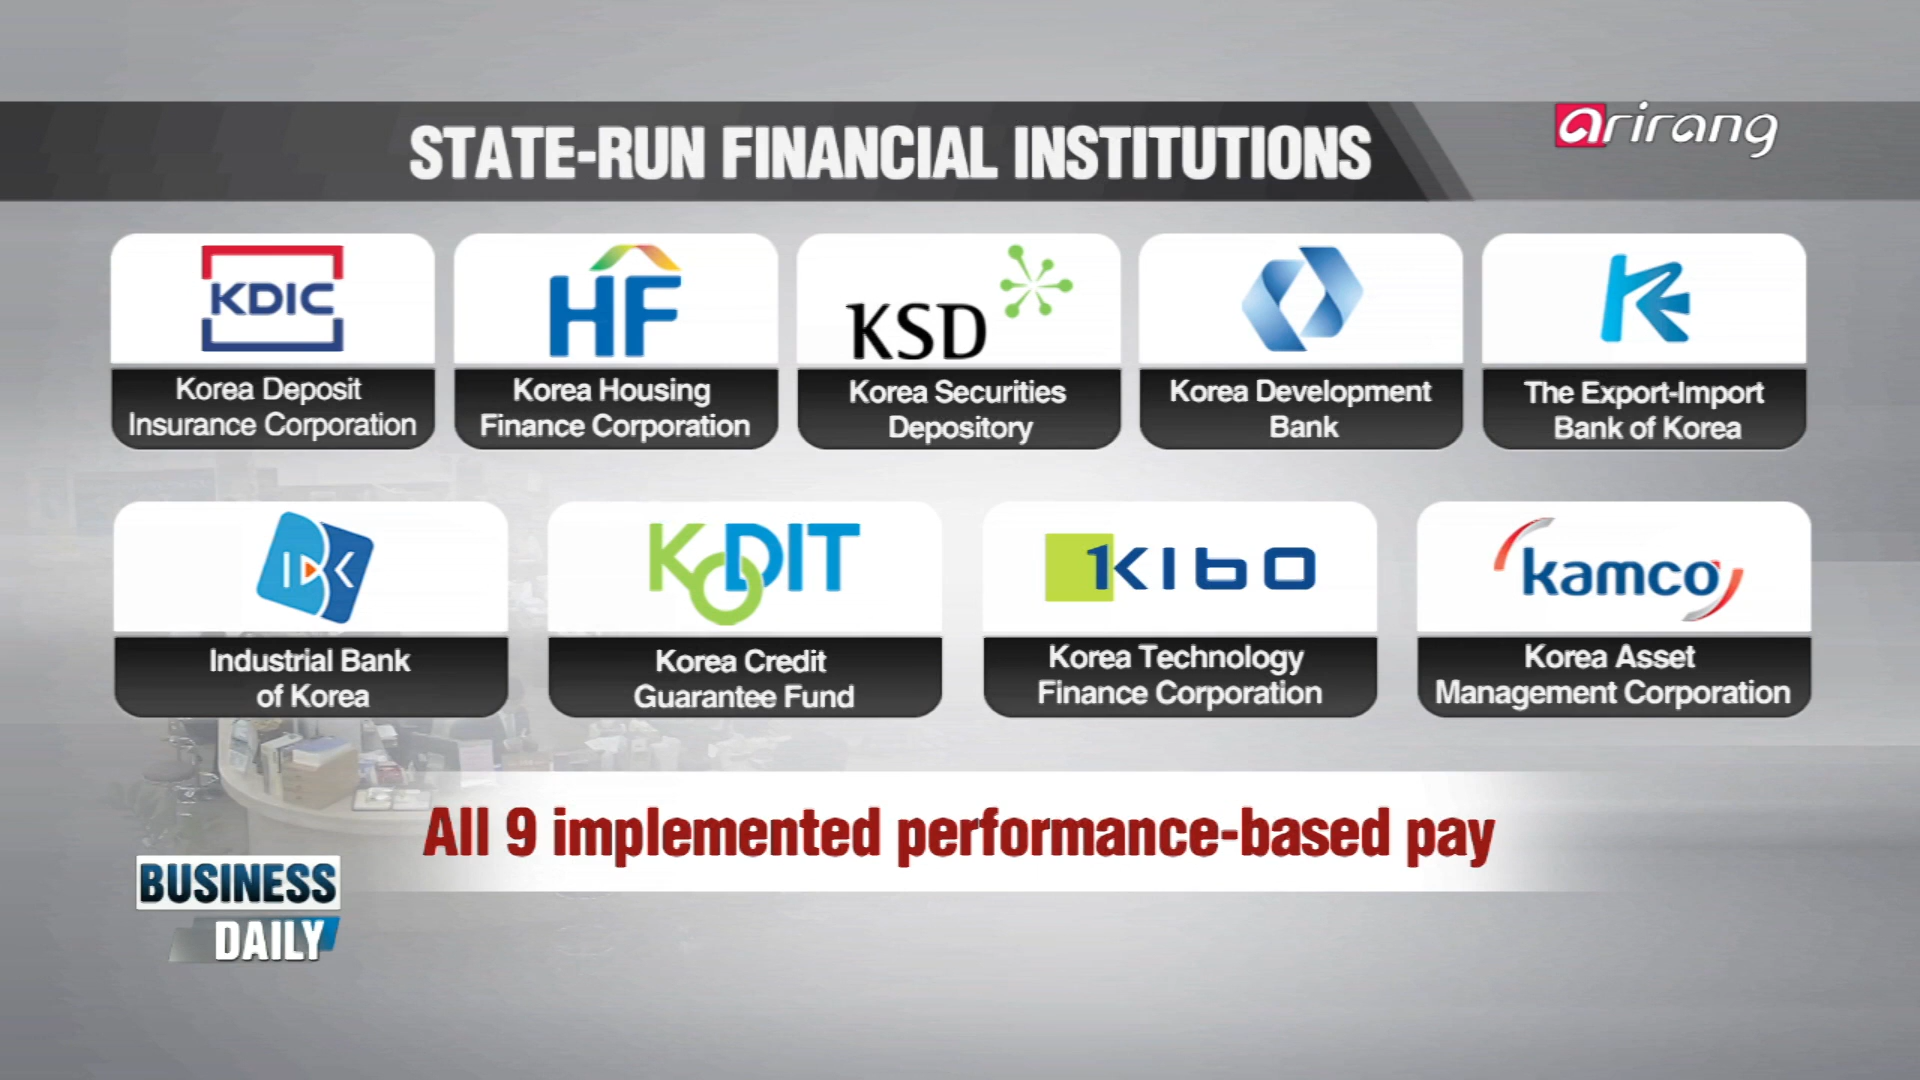 STATE-RUN FINANCIAL INSTITUTIONS
arirang
KDIC
Korea Deposit
Insurance Corporation
HF
Korea Housing
Finance Corporation
KSD
Korea Securities
Depository
Korea Development
Bank
The Export-Import
Bank of Korea
IBK
Industrial Bank
of Korea
KODIT
Korea Credit
Guarantee Fund
1KIbO
Korea Technology
Finance Corporation
kamco
Korea Asset
Management Corporation
All 9 implemented performance-based pay
BUSINESS
DAILY